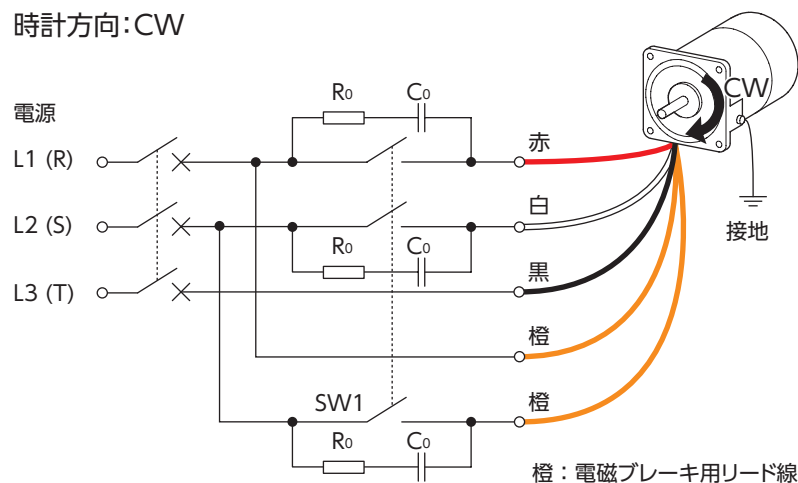 時計方向:CW
電源
L1 (R)
L2 (S)
L3 (T)
R0
C0
R0
C0
SW1
R0
C0
赤
白
黒
橙
橙
CW
接地
橙：電磁ブレーキ用リード線